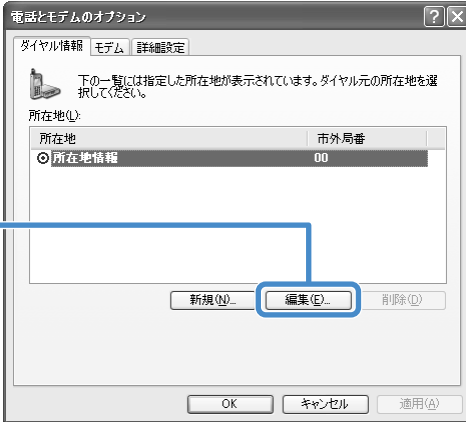 電話とモデムのオプション
ダイヤル情報 モデム 詳細設定
下の一覧には指定した所在地が表示されています。ダイヤル元の所在地を選
択してください。
所在地(L):
所在地 市外局番
所在地情報 00
新規(N)... 編集(E)... 削除(D)
OK キャンセル 適用(A)